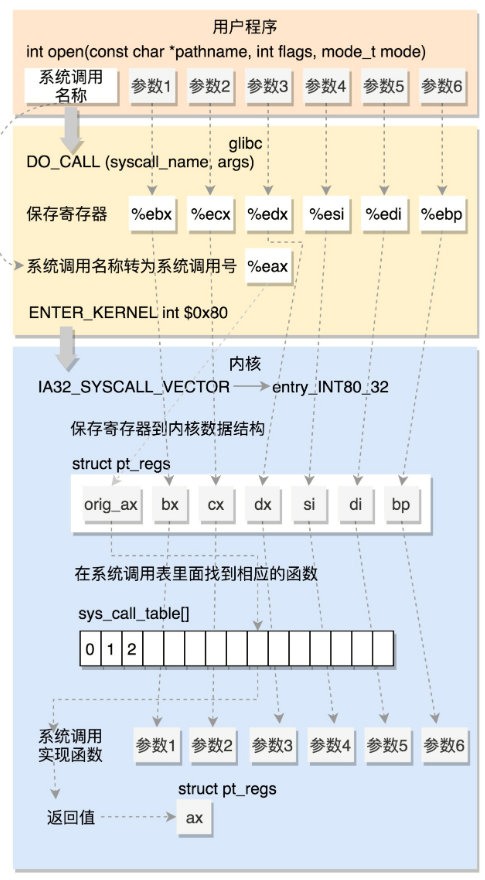 用户程序
int open(const char *pathname, int flags, mode_t mode)
系统调用
名称
参数1 参数2 参数3 参数4 参数5 参数6
glibc
DO_CALL (syscall_name, args)
保存寄存器 %ebx %ecx %edx %esi %edi %ebp
系统调用名称转为系统调用号 %eax
ENTER_KERNEL int $0x80
内核
IA32_SYSCALL_VECTOR entry_INT80_32
保存寄存器到内核数据结构
struct pt_regs
orig_ax bx cx dx si di bp
在系统调用表里面找到相应的函数
sys_call_table[]
0 1 2
系统调用
实现函数
参数1 参数2 参数3 参数4 参数5 参数6
struct pt_regs
返回值 ax